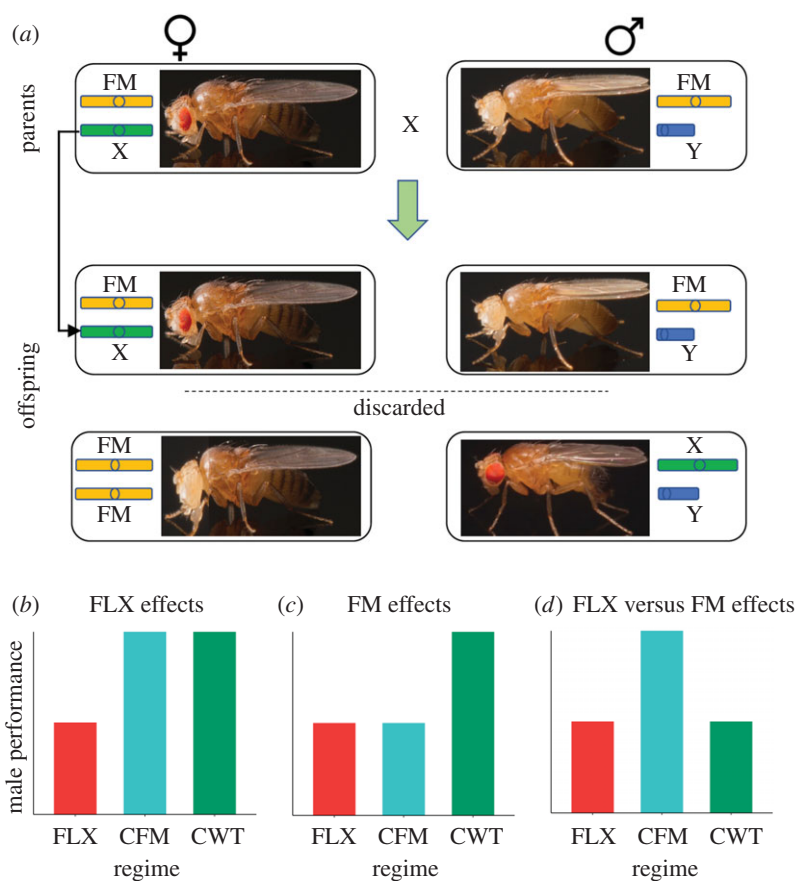 (a) ♀ ♂
parents
FM
X
X
FM
Y
offspring
FM
X
FM
Y
discarded
FM
FM
X
Y
(b) FLX effects
(c) FM effects
(d) FLX versus FM effects
male performance
FLX CFM CWT
regime
FLX CFM CWT
regime
FLX CFM CWT
regime